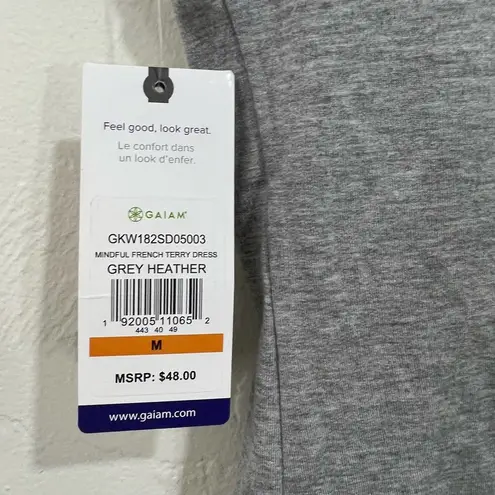 Feel good, look great.
Le confort dans
un look d'enfer.
GAIAM
GKW182SD05003
MINDFUL FRENCH TERRY DRESS
GREY HEATHER
1 92005 11065 2
443 40 49
M
MSRP: $48.00
www.gaiam.com